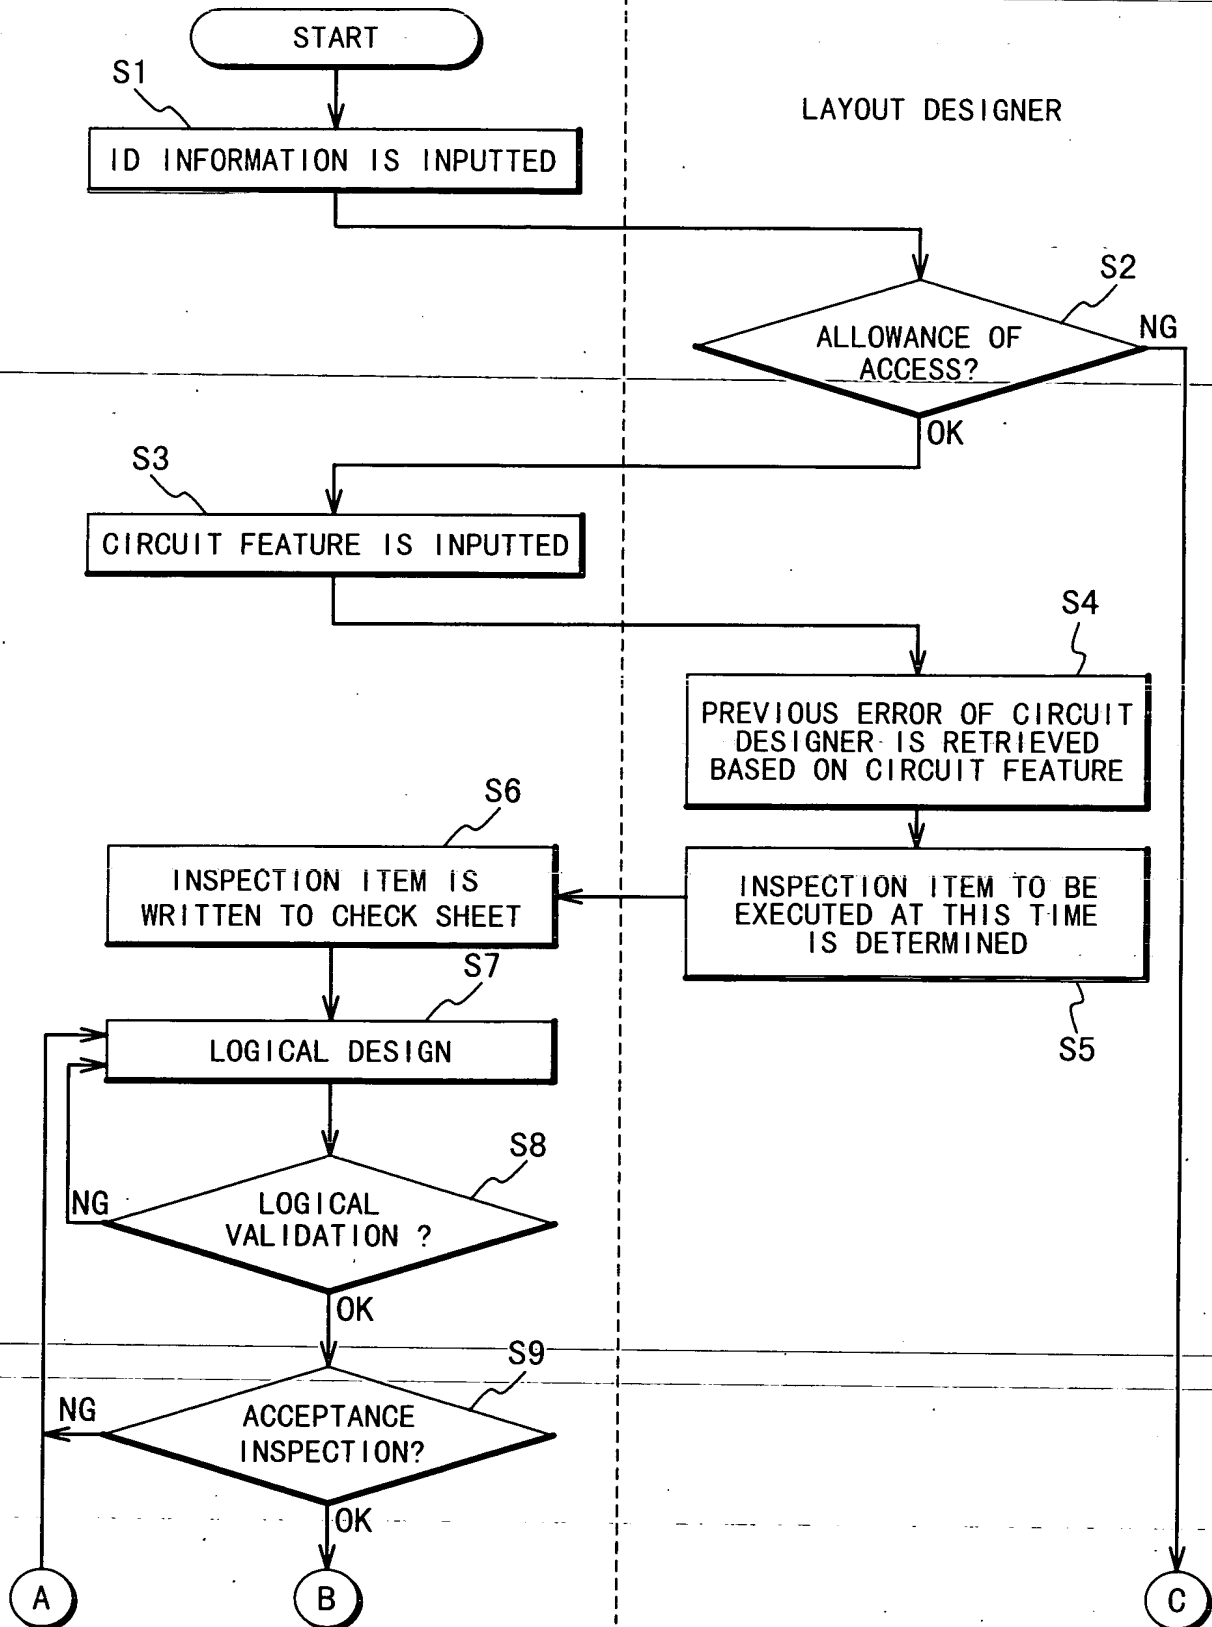 START
S1
LAYOUT DESIGNER
ID INFORMATION IS INPUTTED
S2
NG
ALLOWANCE OF
ACCESS?
OK
S3
CIRCUIT FEATURE IS INPUTTED
S4
PREVIOUS ERROR OF CIRCUIT
DESIGNER IS RETRIEVED
BASED ON CIRCUIT FEATURE
S6
INSPECTION ITEM IS
WRITTEN TO CHECK SHEET
INSPECTION ITEM TO BE
EXECUTED AT THIS TIME
IS DETERMINED
S7
S5
LOGICAL DESIGN
S8
NG
LOGICAL
VALIDATION ?
OK
S9
NG
ACCEPTANCE
INSPECTION?
OK
A
B
C